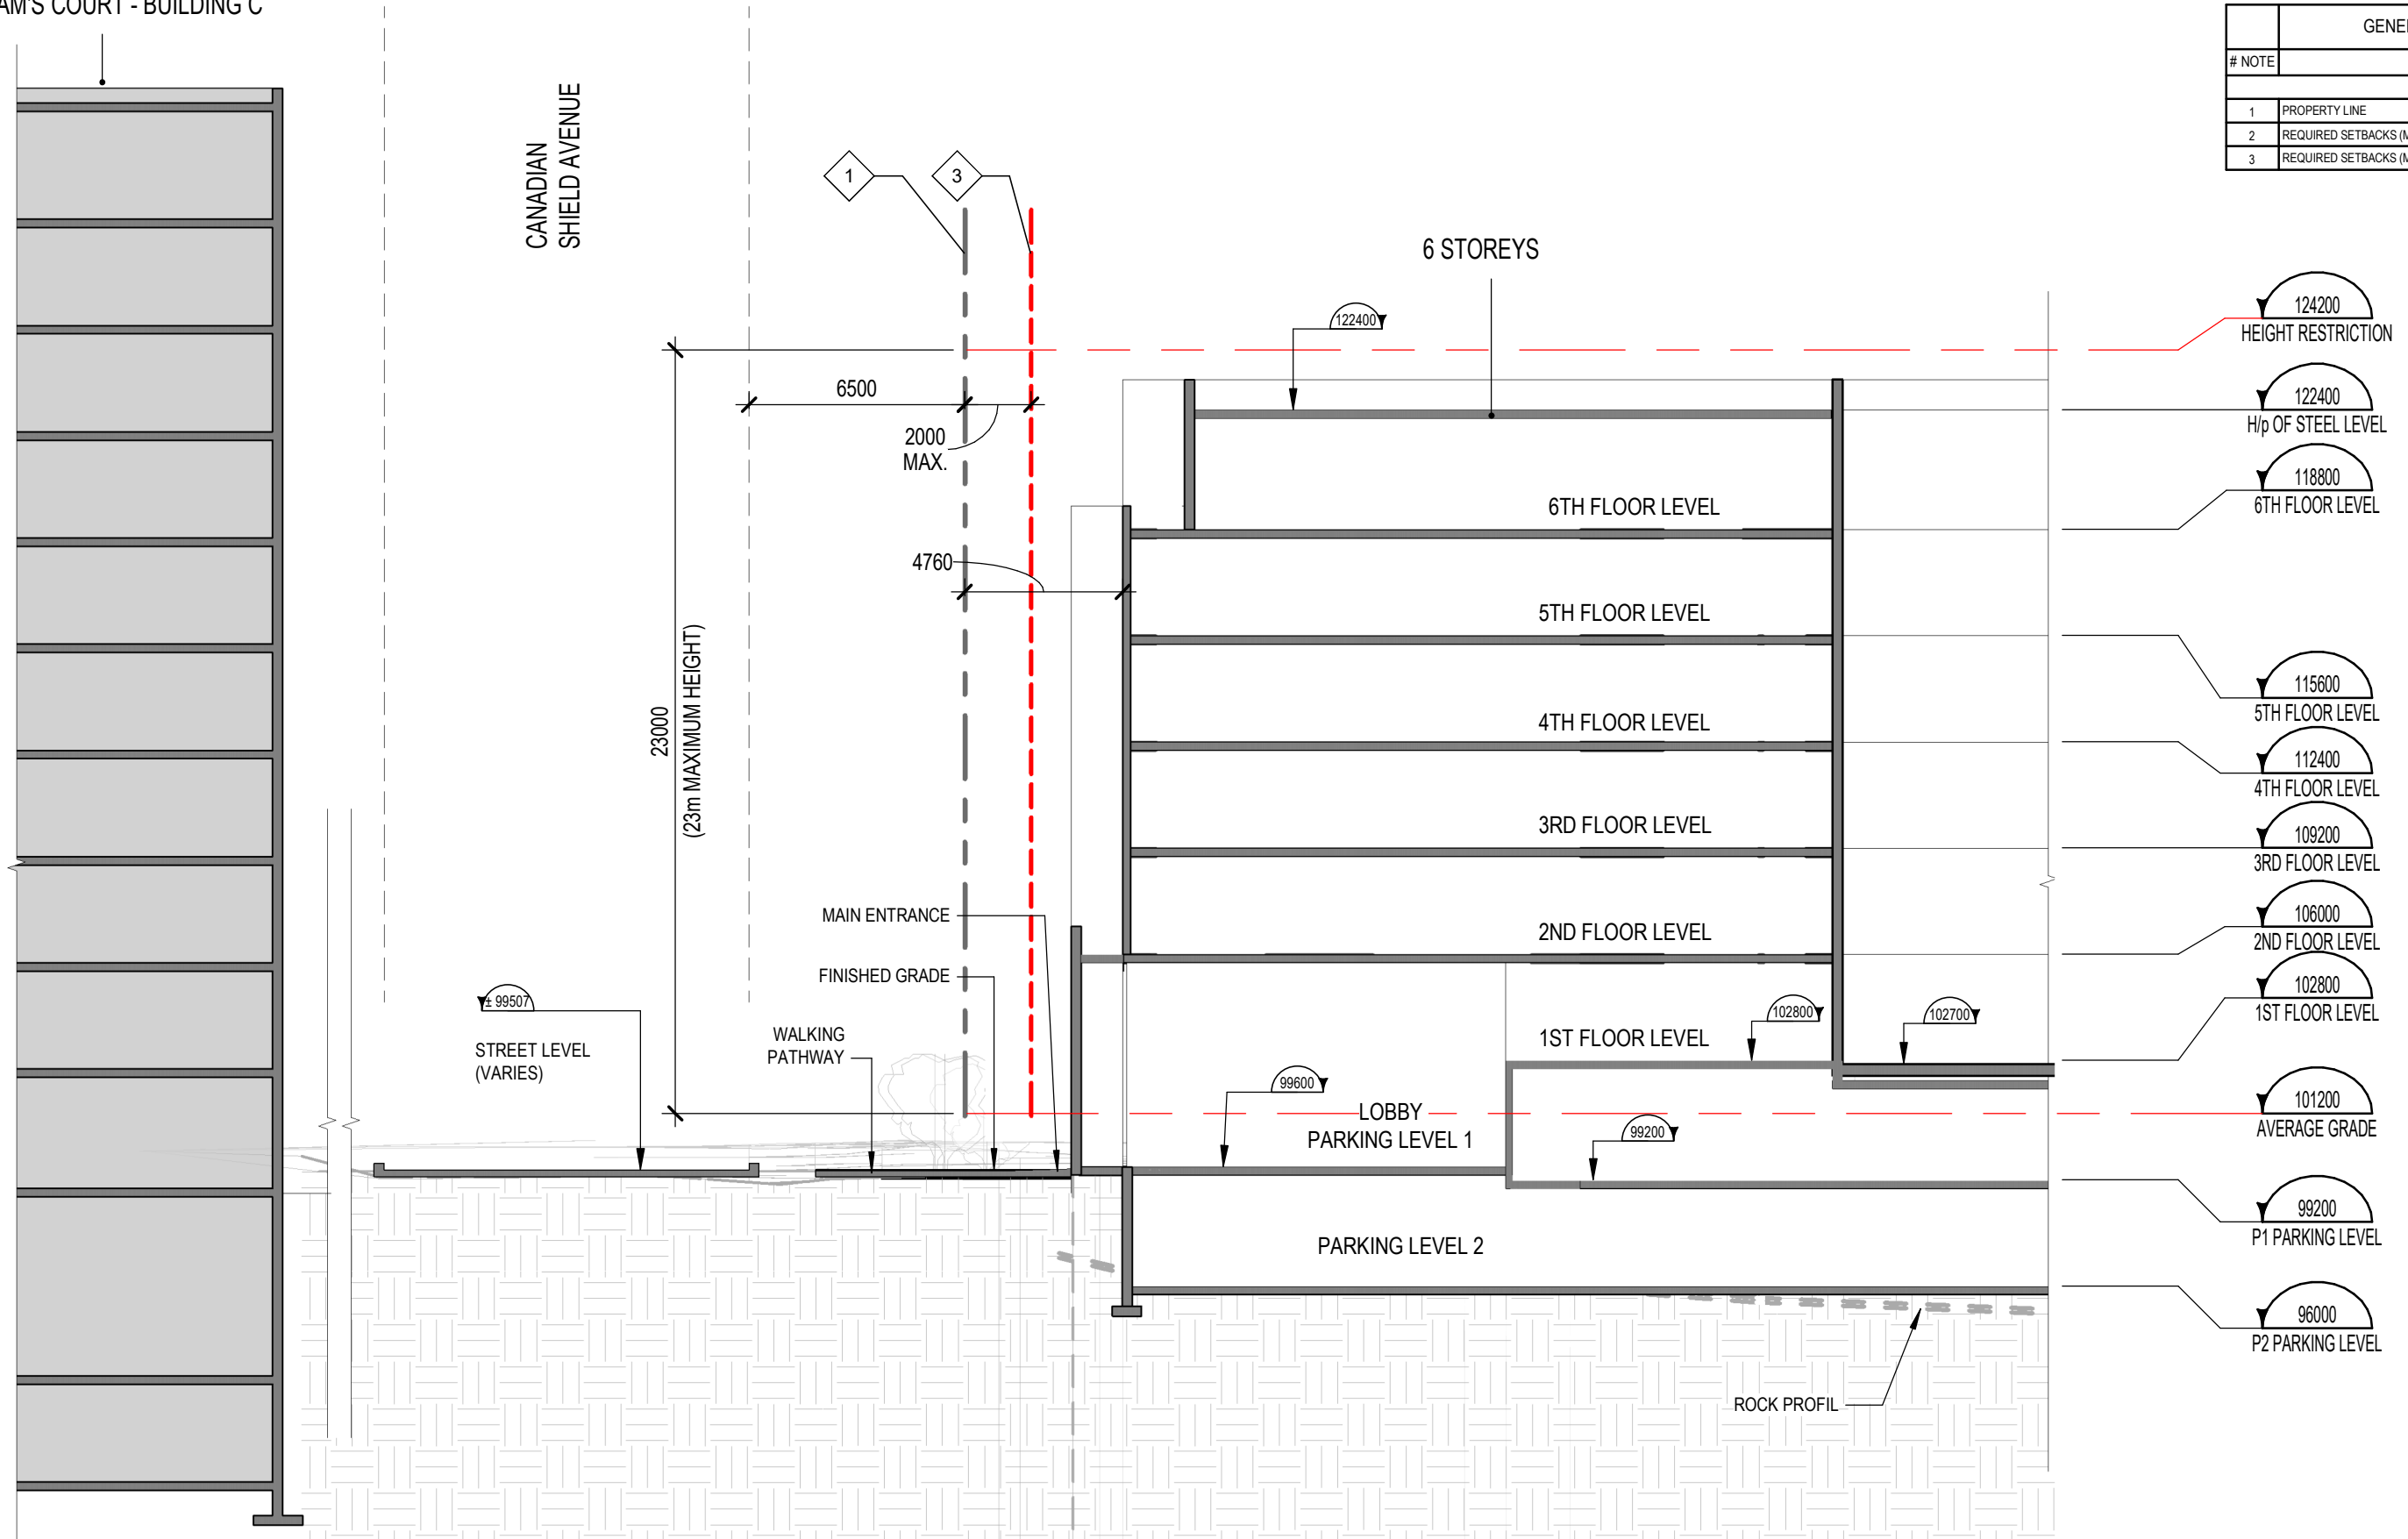 COURT - BUILDING C
CANADIAN
SHIELD AVENUE
# NOTE
1 PROPERTY LINE
2 REQUIRED SETBACKS
3 REQUIRED SETBACKS
1
3
6 STOREYS
122400
124200
HEIGHT RESTRICTION
6500
2000
MAX.
122400
H/p OF STEEL LEVEL
118800
6TH FLOOR LEVEL
6TH FLOOR LEVEL
4760
5TH FLOOR LEVEL
23000
(23m MAXIMUM HEIGHT)
115600
5TH FLOOR LEVEL
4TH FLOOR LEVEL
112400
4TH FLOOR LEVEL
3RD FLOOR LEVEL
109200
3RD FLOOR LEVEL
MAIN ENTRANCE
2ND FLOOR LEVEL
106000
2ND FLOOR LEVEL
FINISHED GRADE
± 99507
STREET LEVEL
(VARIES)
WALKING
PATHWAY
102800
102700
1ST FLOOR LEVEL
102800
1ST FLOOR LEVEL
99600
LOBBY
PARKING LEVEL 1
99200
101200
AVERAGE GRADE
PARKING LEVEL 2
99200
P1 PARKING LEVEL
96000
P2 PARKING LEVEL
ROCK PROFIL